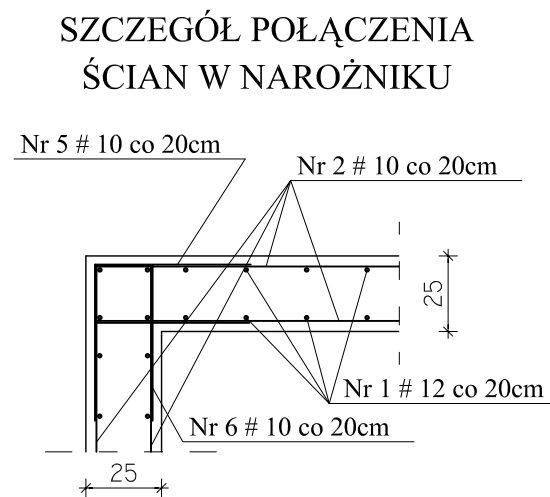 SZCZEGÓŁ POŁĄCZENIA
ŚCIAN W NAROŻNIKU
Nr 5 # 10 co 20cm
Nr 2 # 10 co 20cm
25
Nr 1 # 12 co 20cm
Nr 6 # 10 co 20cm
25